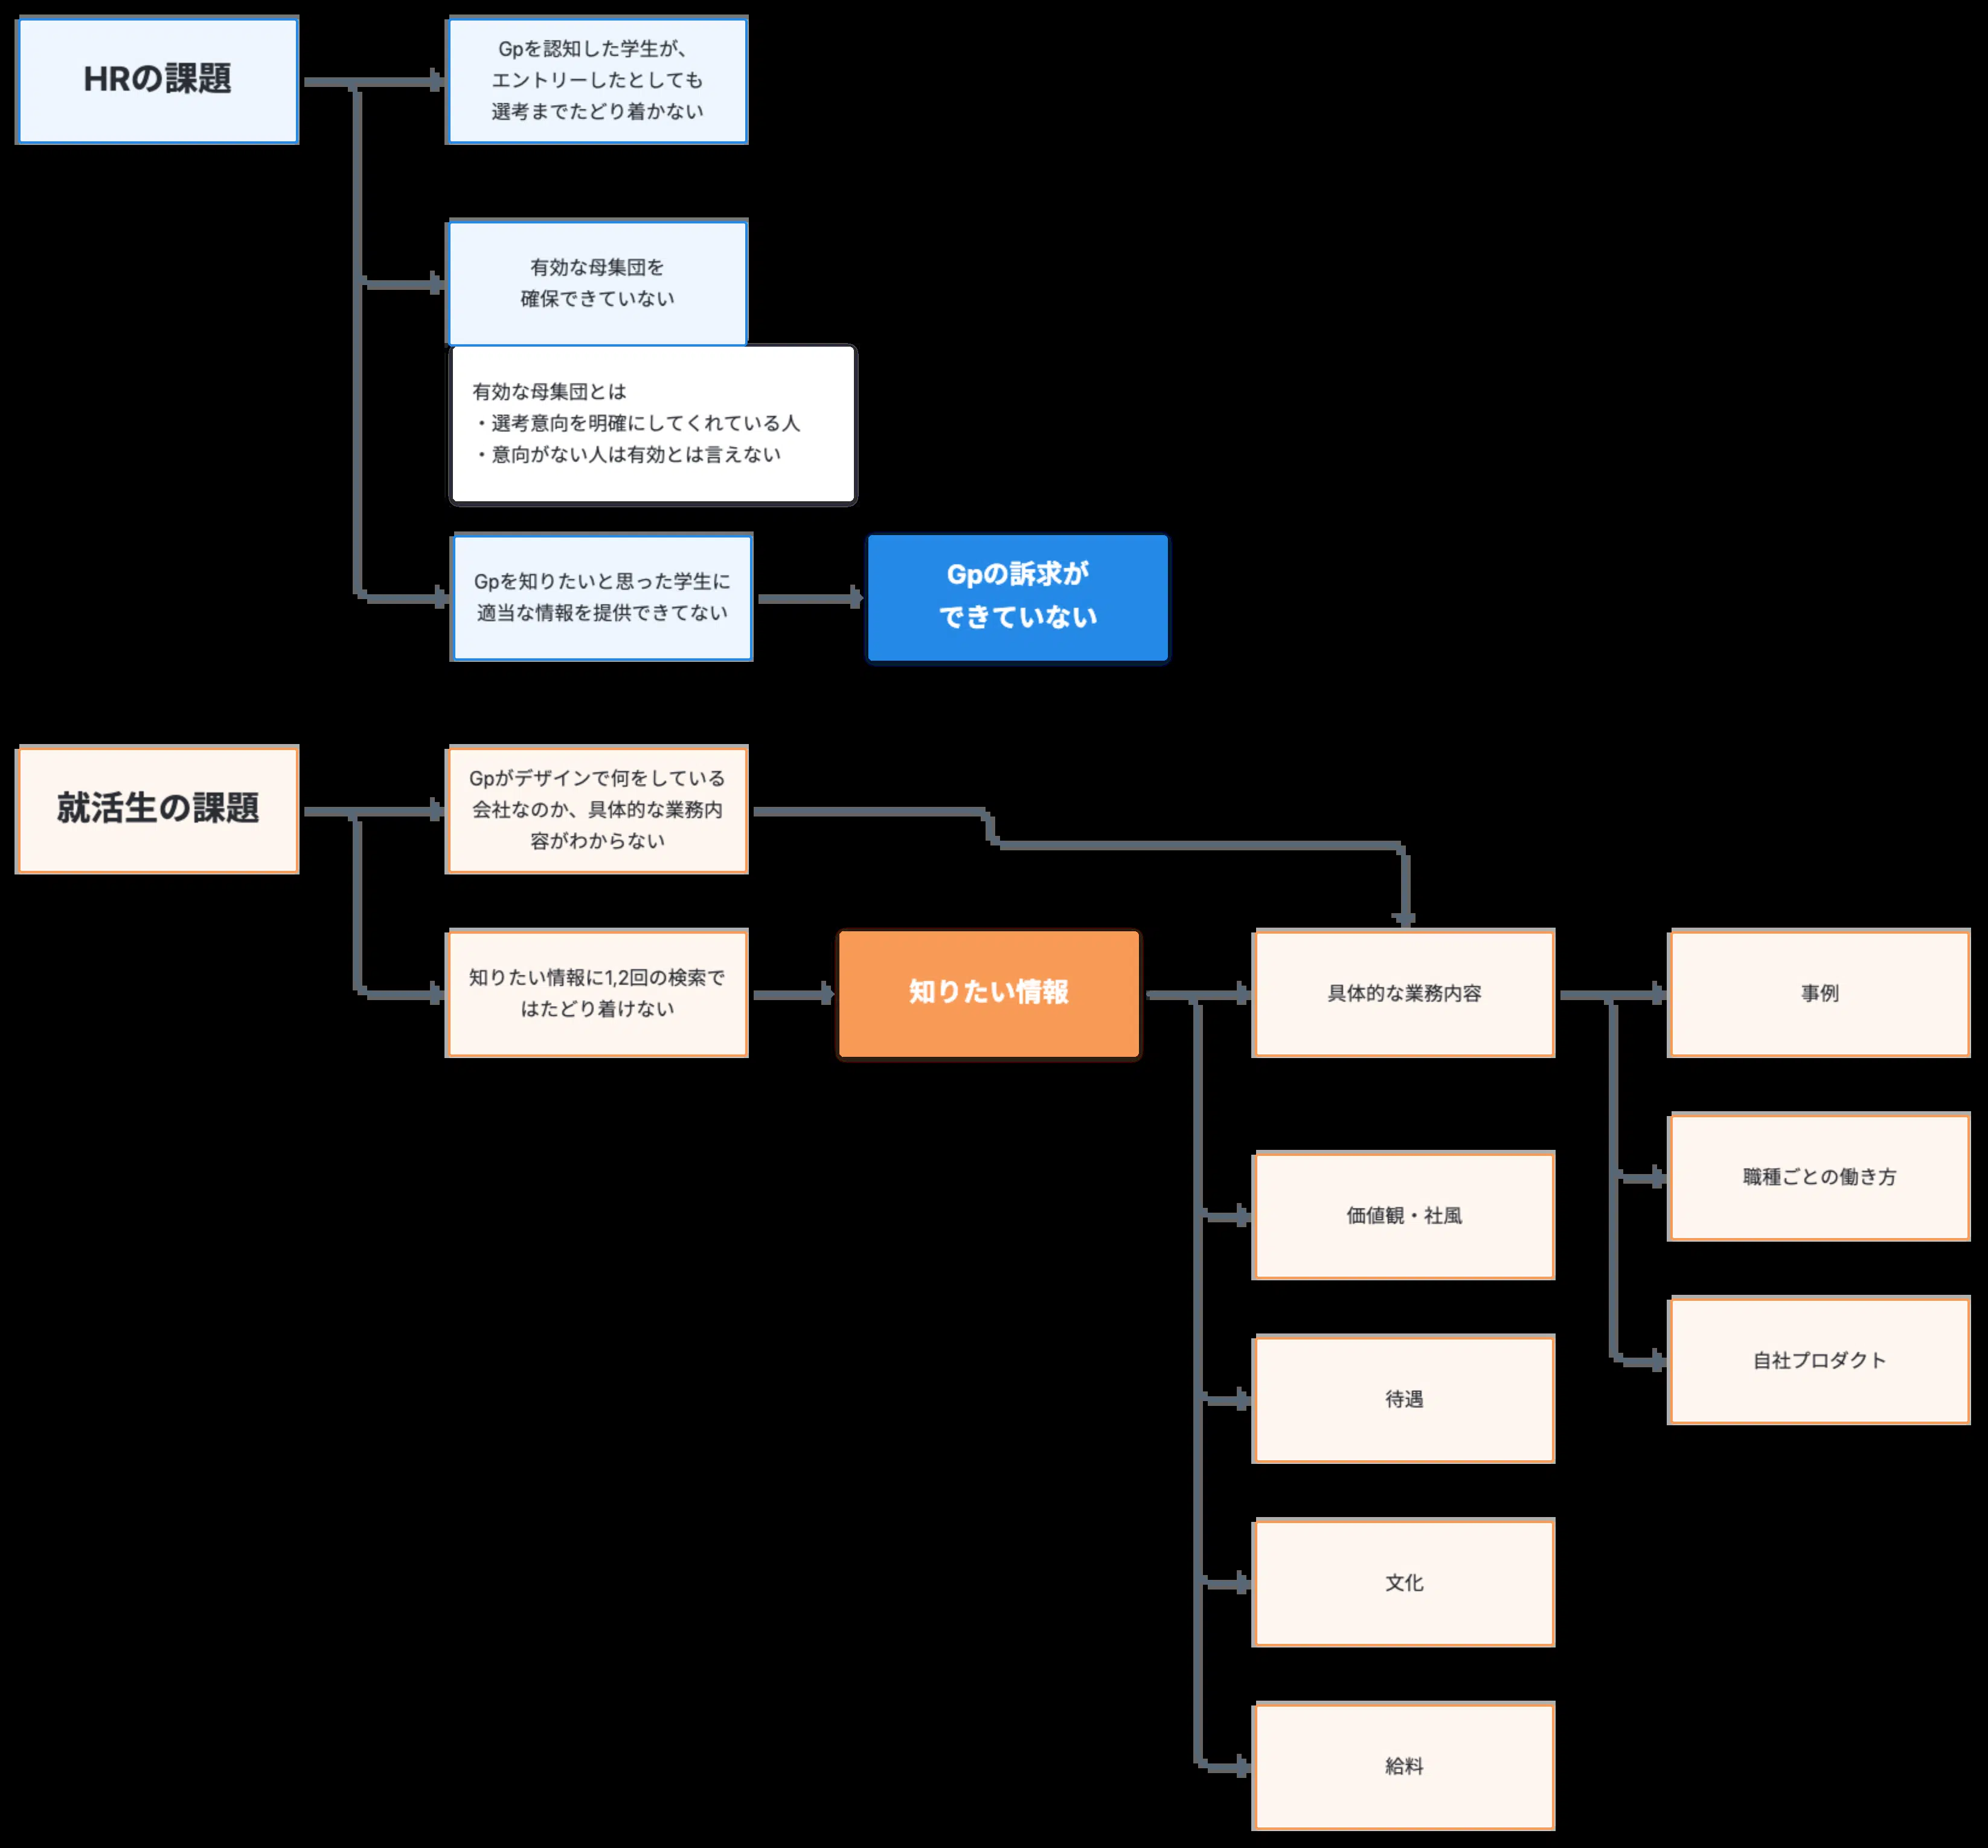 HRの課題
Gpを認知した学生が、
エントリーしたとしても
選考までたどり着かない
有効な母集団を
確保できていない
有効な母集団とは
・選考意向を明確にしてくれている人
・意向がない人は有効とは言えない
Gpを知りたいと思った学生に
適当な情報を提供できてない
Gpの訴求が
できていない
就活生の課題
Gpがデザインで何をしている
会社なのか、具体的な業務内
容がわからない
知りたい情報に1,2回の検索で
はたどり着けない
知りたい情報
具体的な業務内容
事例
職種ごとの働き方
価値観・社風
自社プロダクト
待遇
文化
給料